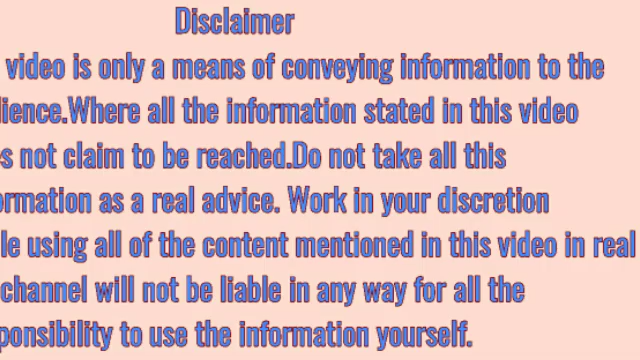 Disclaimer
video is only a means of conveying information to the
lience.Where all the information stated in this video
s not claim to be reached.Do not take all this
ormation as a real advice. Work in your discretion
le using all of the content mentioned in this video in real
channel will not be liable in any way for all the
ponsibility to use the information yourself.